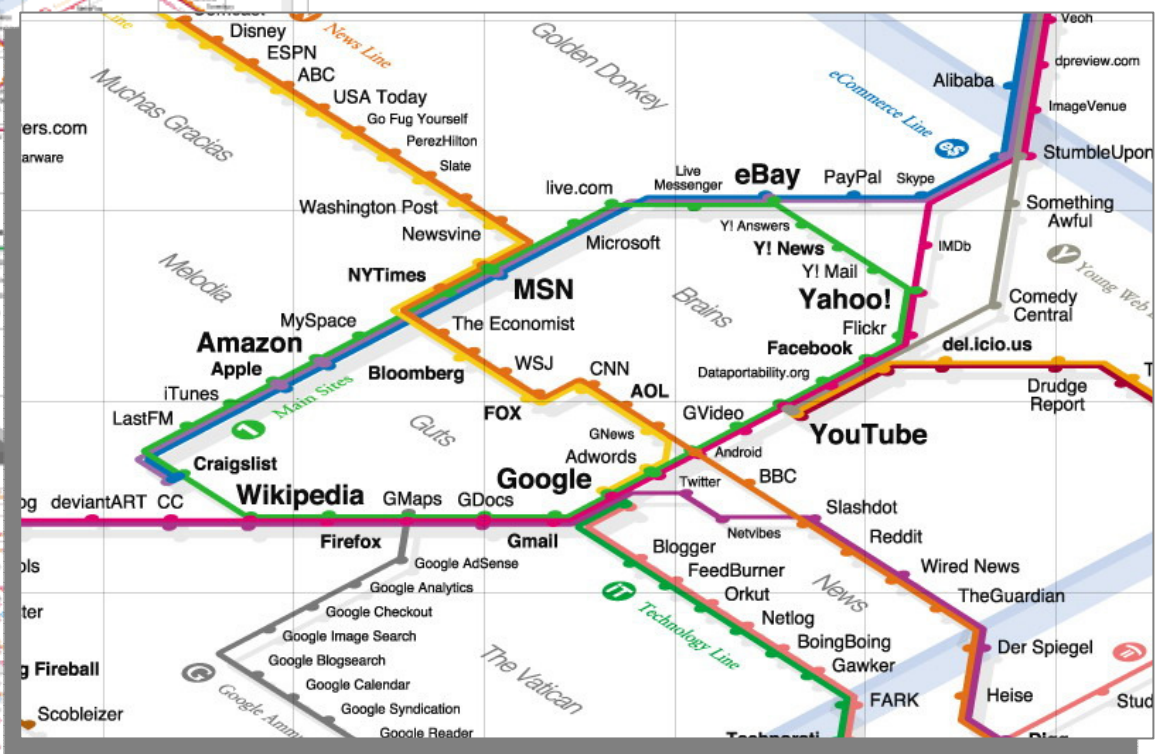 Disney
News Line
ESPN
ABC
USA Today
Go Fug Yourself
PerezHilton
Slate
Washington Post
Newsvine
NYTimes
Muchas Gracias
Golden Donkey
Veoh
dpreview.com
Alibaba
ImageVenue
eCommerce Line
eS
StumbleUpon
Line
ers.com
arware
live.com
Live
Messenger
eBay
PayPal
Skype
Microsoft
Y! Answers
Y! News
Y! Mail
IMDb
Something
Awful
Y
Young Web
Melodia
MSN
Brains
Yahoo!
Flickr
Comedy
Central
MySpace
Amazon
Apple
iTunes
LastFM
1
Main Sites
The Economist
WSJ
Bloomberg
FOX
CNN
AOL
Facebook
Dataportability.org
del.icio.us
Drudge
Report
T
Guts
GVideo
YouTube
GNews
Adwords
Android
BBC
Craigslist
Wikipedia
GMaps
GDocs
Google
Twitter
Netvibes
Slashdot
og
deviantART
CC
Firefox
Gmail
Reddit
Wired News
TheGuardian
Google AdSense
Google Analytics
Google Checkout
Google Image Search
Google Blogsearch
Google Calendar
Google Syndication
Google Reader
G
Google
Blogger
FeedBurner
Orkut
Netlog
BoingBoing
Gawker
FARK
iT
Technology Line
News
The Vatican
Der Spiegel
Heise
Stud
ols
ter
g Fireball
Scobleizer